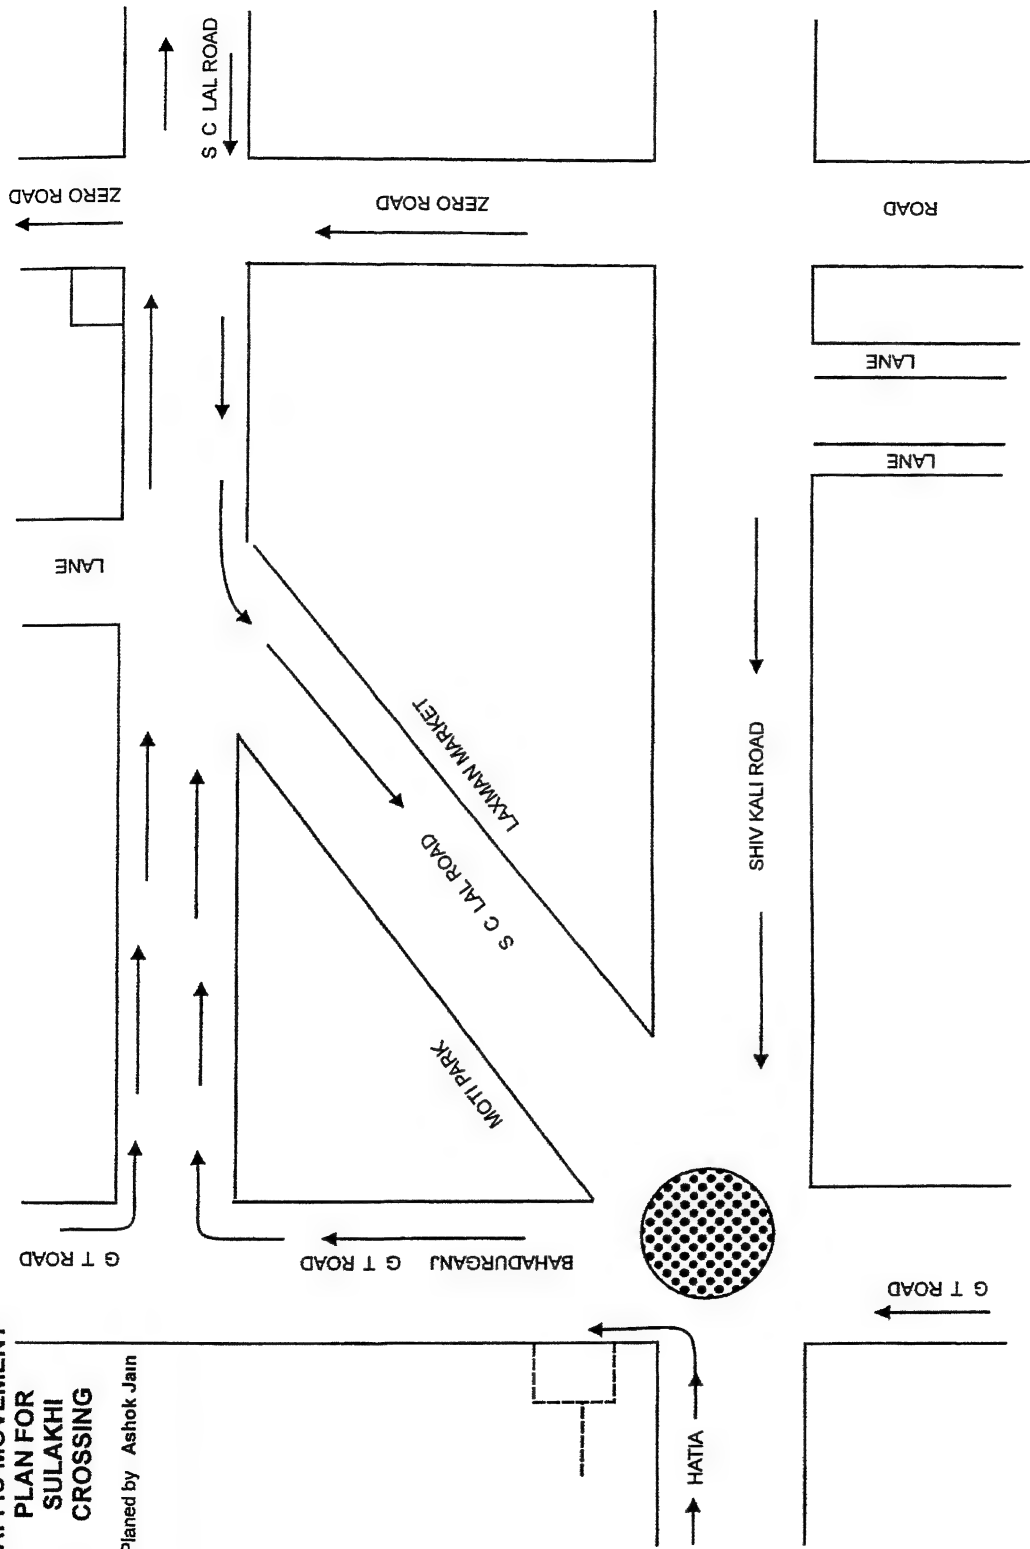 PLAN FOR
SULAKHI
CROSSING
Planed by Ashok Jain
S C LAL ROAD
ZERO ROAD
ZERO ROAD
ROAD
LANE
LANE
LANE
LAXMAN MARKET
S C LAL ROAD
MOTI PARK
SHIV KALI ROAD
G T ROAD
BAHADURGANJ G T ROAD
G T ROAD
HATIA